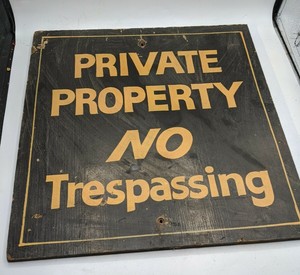 PRIVATE
PROPERTY
NO
Trespassing